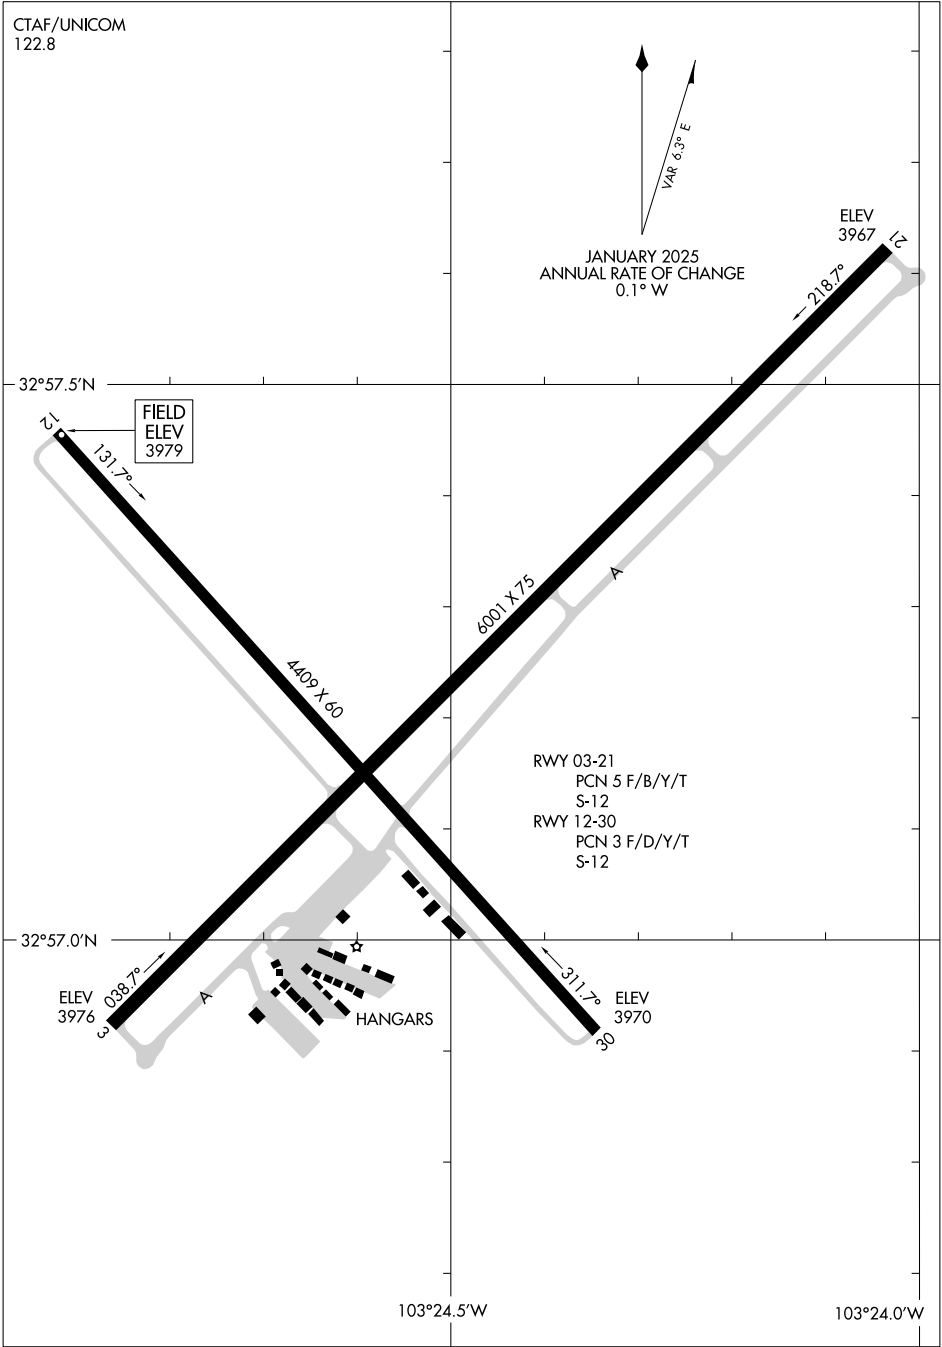 CTAF/UNICOM
122.8
VAR 6.3° E
JANUARY 2025
ANNUAL RATE OF CHANGE
0.1° W
ELEV
3967
21
218.7°
32°57.5'N
12
FIELD
ELEV
3979
131.7°
6001 X 75
A
4409 X 60
RWY 03-21
PCN 5 F/B/Y/T
S-12
RWY 12-30
PCN 3 F/D/Y/T
S-12
32°57.0'N
038.7°
A
ELEV
3976
3
HANGARS
311.7°
ELEV
3970
30
103°24.5'W
103°24.0'W